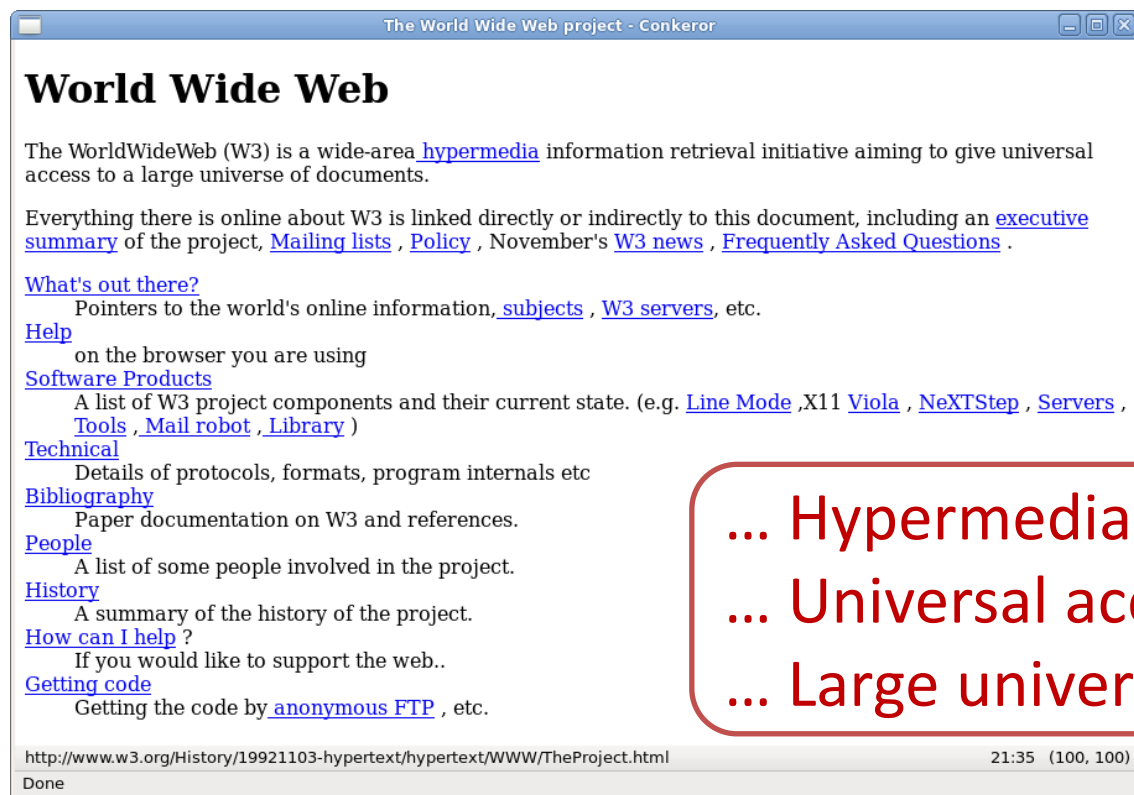 The World Wide Web project - Conkeror
World Wide Web
The WorldWideWeb (W3) is a wide-area hypermedia information retrieval initiative aiming to give universal
access to a large universe of documents.
Everything there is online about W3 is linked directly or indirectly to this document, including an executive
summary of the project, Mailing lists , Policy , November's W3 news , Frequently Asked Questions .
What's out there?
Pointers to the world's online information, subjects , W3 servers, etc.
Help
on the browser you are using
Software Products
A list of W3 project components and their current state. (e.g. Line Mode ,X11 Viola , NeXTStep , Servers ,
Tools , Mail robot , Library )
Technical
Details of protocols, formats, program internals etc
Bibliography
Paper documentation on W3 and references.
People
A list of some people involved in the project.
History
A summary of the history of the project.
How can I help ?
If you would like to support the web..
Getting code
Getting the code by anonymous FTP , etc.
... Hypermedia
... Universal
... Large
http://www.w3.org/History/19921103-hypertext/hypertext/WWW/TheProject.html 21:35 (100, 100)
Done